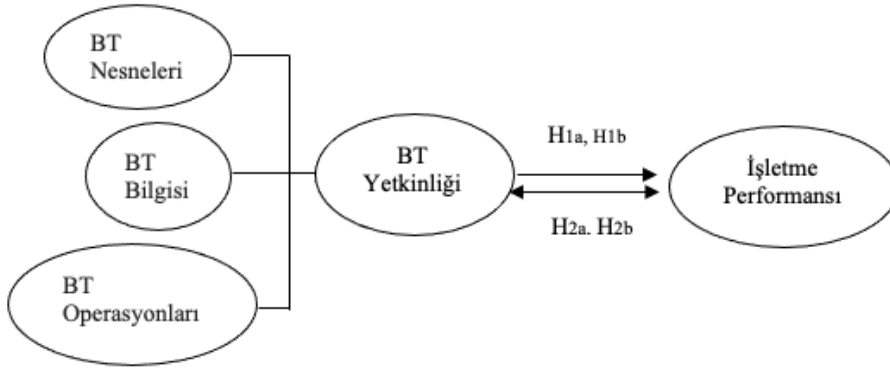 BT
Nesneleri
BT
Bilgisi
BT
Operasyonları
BT
Yetkinliği
H1a, H1b
H2a. H2b
İşletme
Performansı